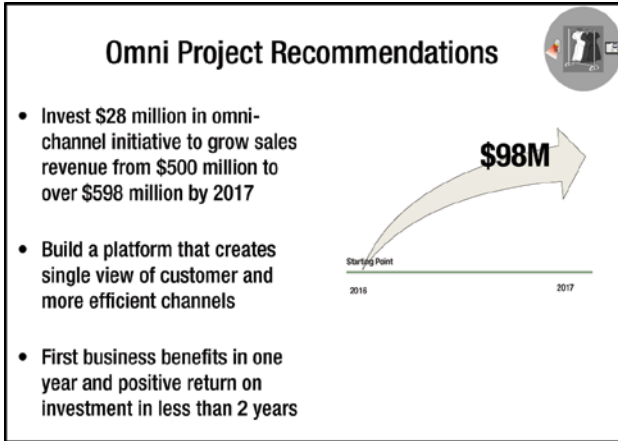 Omni Project Recommendations
• Invest $28 million in omni-
channel initiative to grow sales
revenue from $500 million to
over $598 million by 2017
• Build a platform that creates
single view of customer and
more efficient channels
• First business benefits in one
year and positive return on
investment in less than 2 years
$98M
Starting Point
2016
2017